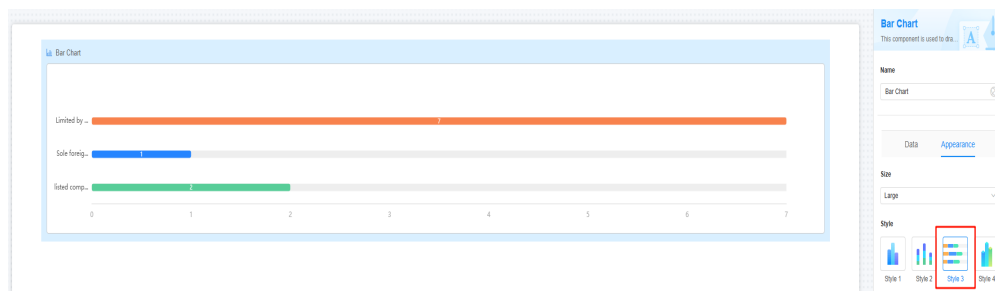 Bar Chart
Limited by ...
7
Sole foreig...
1
listed comp...
2
0 1 2 3 4 5 6 7
Bar Chart
This component is used to dra...
A
Name
Bar Chart
Data Appearance
Size
Large
Style
Style 1 Style 2 Style 3 Style 4